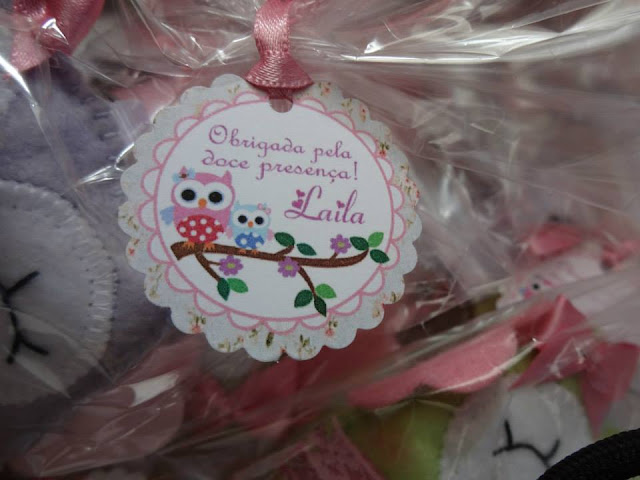 Obrigada pela
doce presença!
Laila